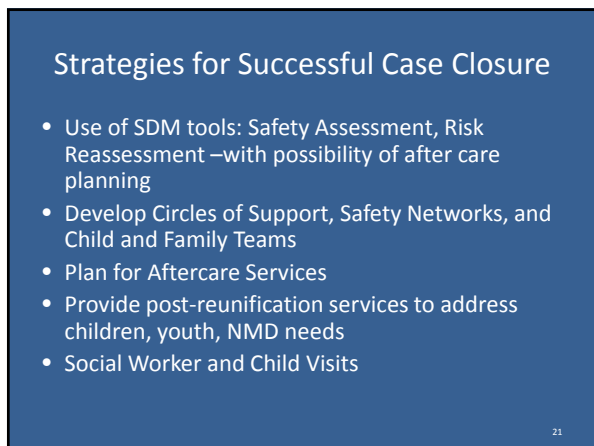 Strategies for Successful Case Closure
• Use of SDM tools: Safety Assessment, Risk
Reassessment –with possibility of after care
planning
• Develop Circles of Support, Safety Networks, and
Child and Family Teams
• Plan for Aftercare Services
• Provide post-reunification services to address
children, youth, NMD needs
• Social Worker and Child Visits
21